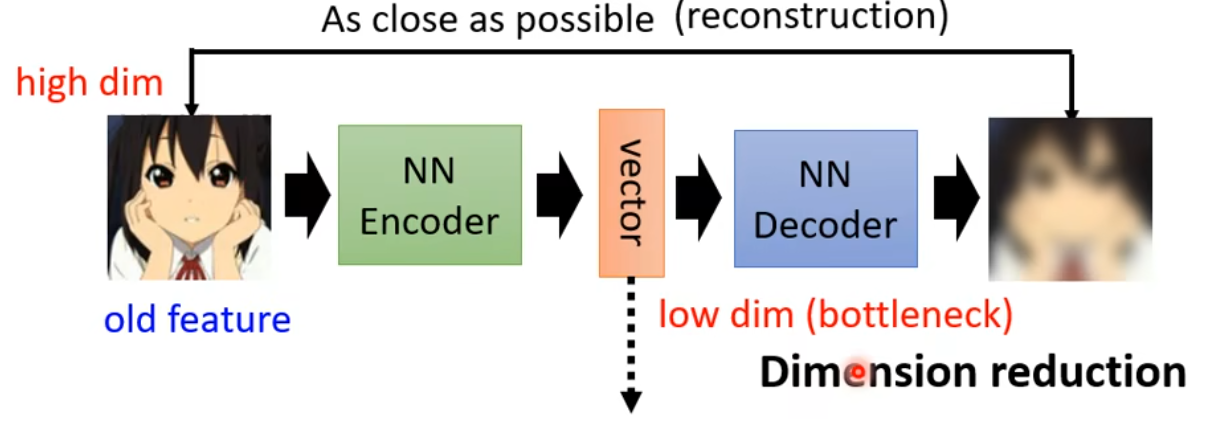 As close as possible (reconstruction)
high dim
NN
Encoder
vector
NN
Decoder
old feature
low dim (bottleneck)
Dimension reduction